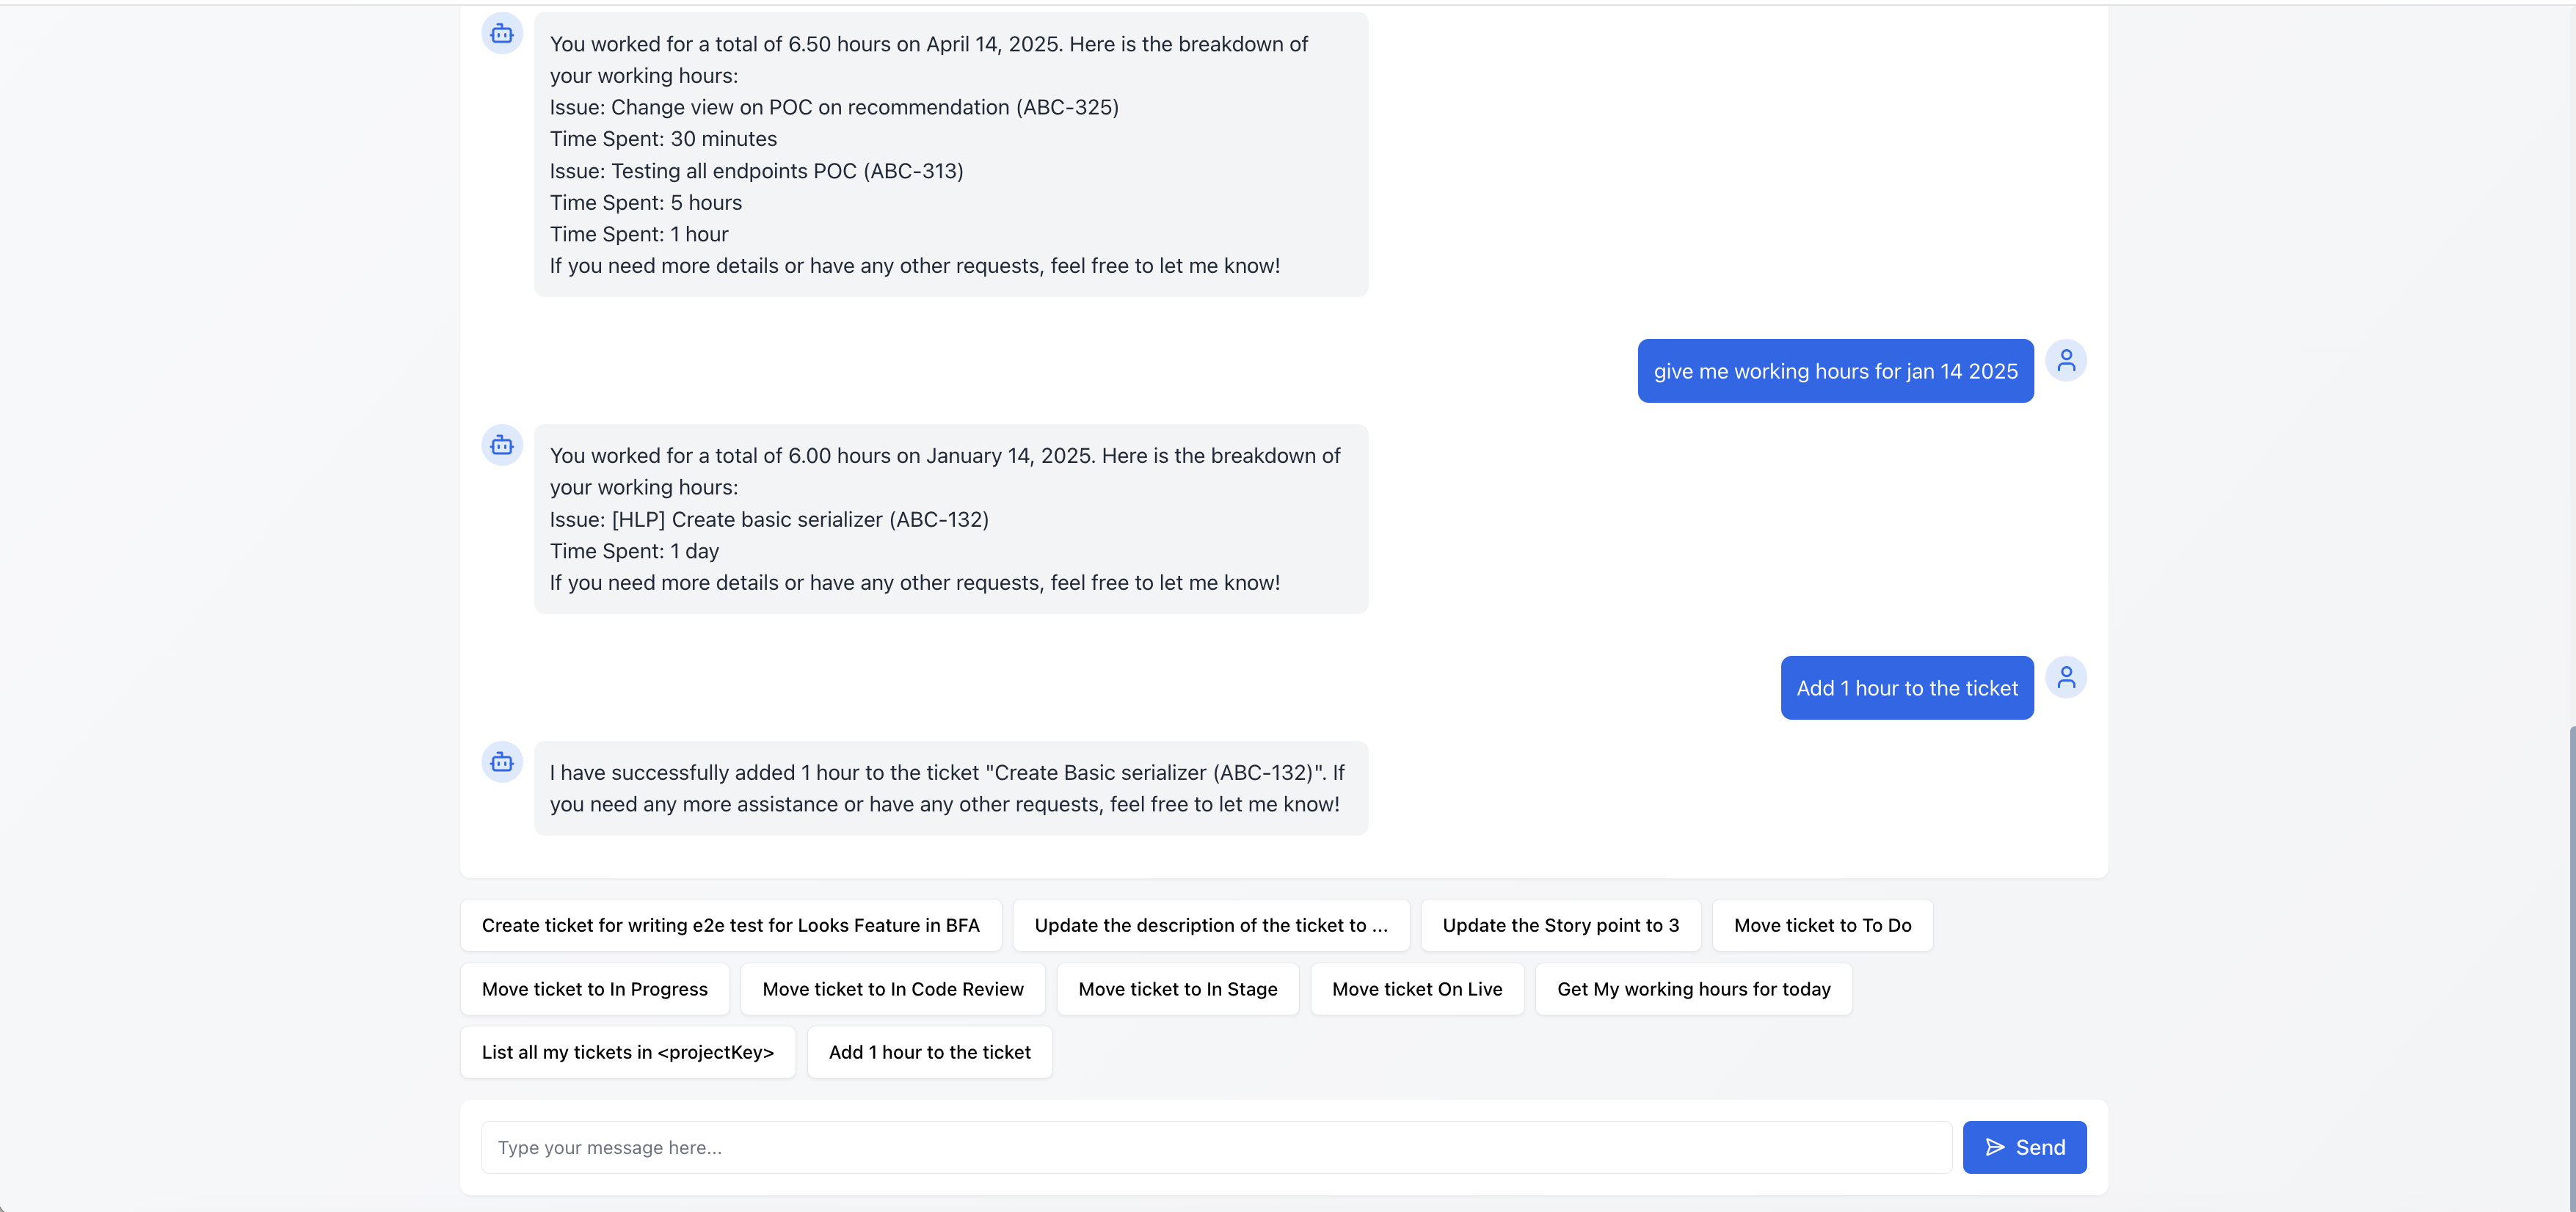 You worked for a total of 6.50 hours on April 14, 2025. Here is the breakdown of
your working hours:
Issue: Change view on POC on recommendation (ABC-325)
Time Spent: 30 minutes
Issue: Testing all endpoints POC (ABC-313)
Time Spent: 5 hours
Time Spent: 1 hour
If you need more details or have any other requests, feel free to let me know!
give me working hours for jan 14 2025
You worked for a total of 6.00 hours on January 14, 2025. Here is the breakdown of
your working hours:
Issue: [HLP] Create basic serializer (ABC-132)
Time Spent: 1 day
If you need more details or have any other requests, feel free to let me know!
Add 1 hour to the ticket
I have successfully added 1 hour to the ticket "Create Basic serializer (ABC-132)". If
you need any more assistance or have any other requests, feel free to let me know!
Create ticket for writing e2e test for Looks Feature in BFA
Update the description of the ticket to ...
Update the Story point to 3
Move ticket to To Do
Move ticket to In Progress
Move ticket to In Code Review
Move ticket to In Stage
Move ticket On Live
Get My working hours for today
List all my tickets in <projectKey>
Add 1 hour to the ticket
Type your message here...
Send